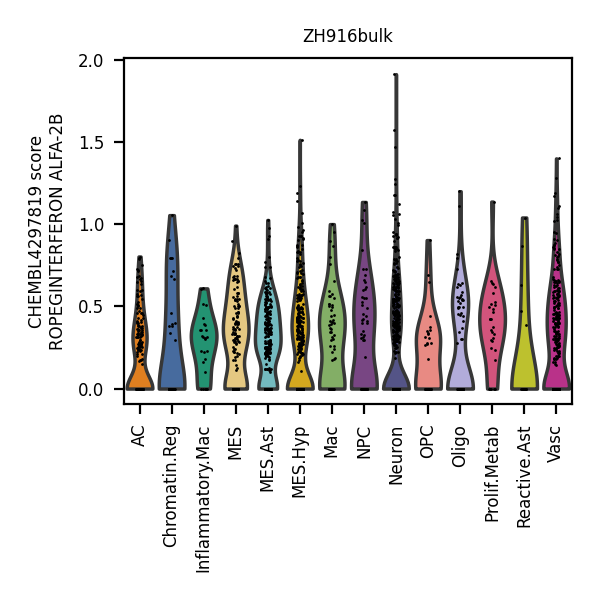 ZH916bulk
CHEMBL4297819 score
ROPEGINTERFERON ALFA-2B
2.0
1.5
1.0
0.5
0.0
AC
Chromatin.Reg
Inflammatory.Mac
MES
MES.Ast
MES.Hyp
Mac
NPC
Neuron
OPC
Oligo
Prolif.Metab
Reactive.Ast
Vasc